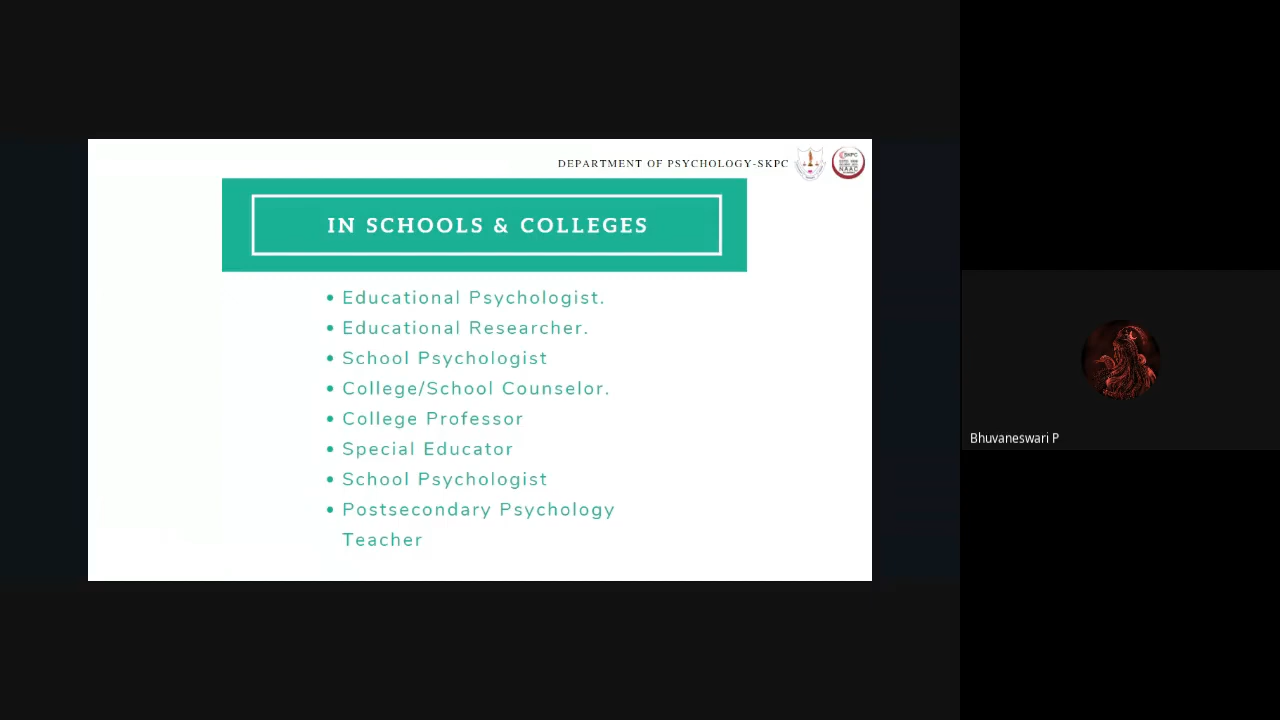 DEPARTMENT OF PSYCHOLOGY-SKPC
IN SCHOOLS & COLLEGES
• Educational Psychologist.
• Educational Researcher.
• School Psychologist
• College/School Counselor.
• College Professor
• Special Educator
• School Psychologist
• Postsecondary Psychology
Teacher
Bhuvaneswari P